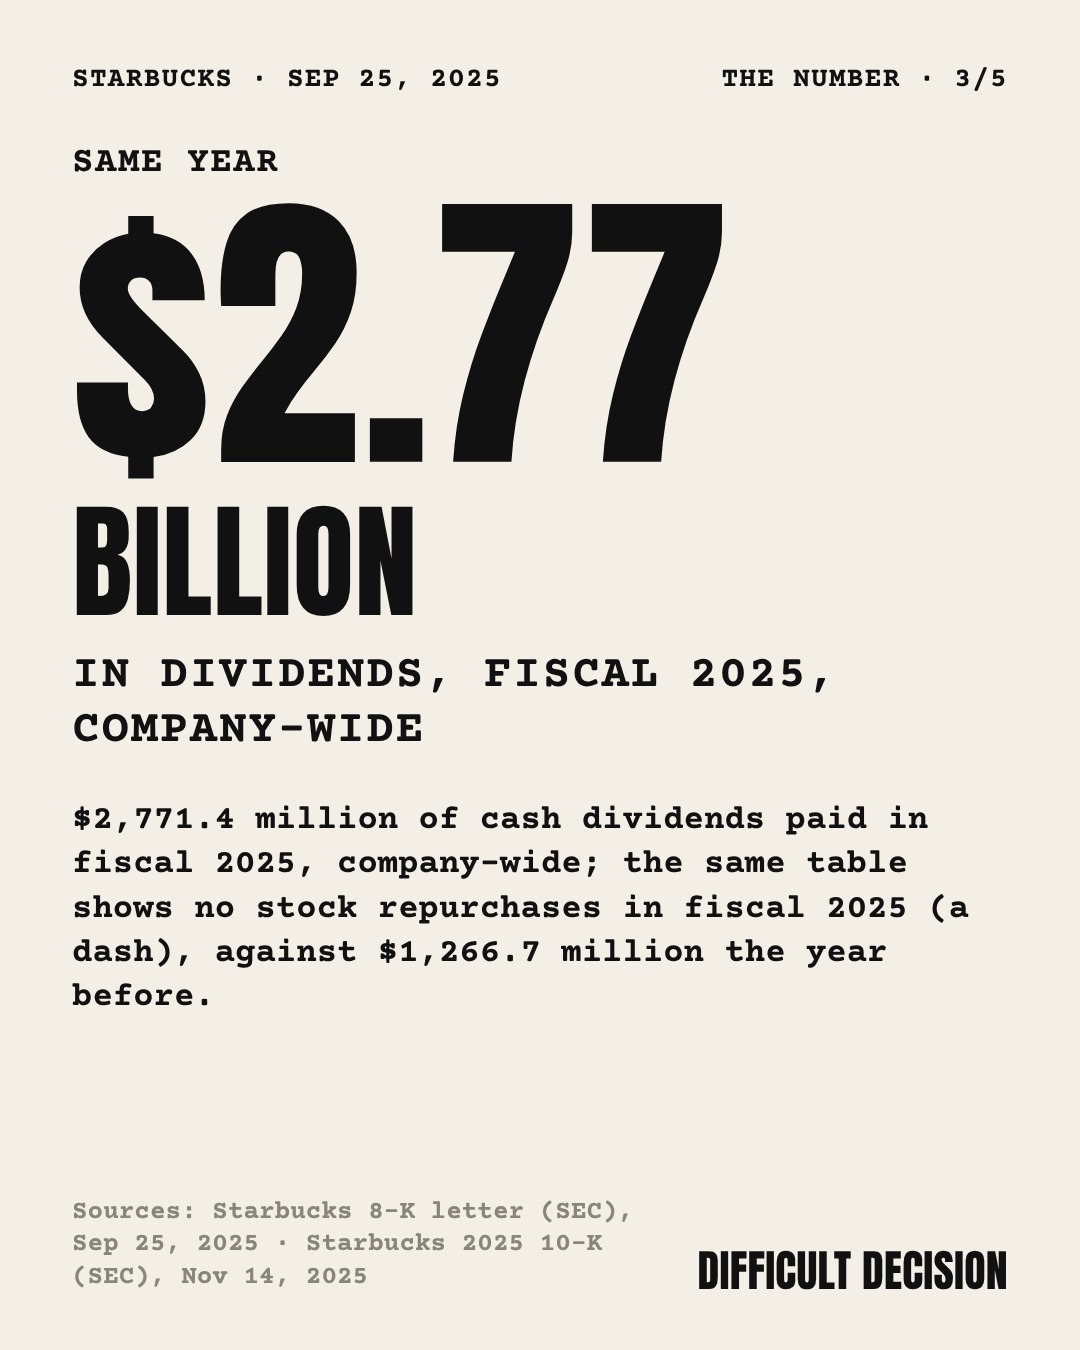 STARBUCKS · SEP 25, 2025
THE NUMBER · 3/5
SAME YEAR
$2.77
BILLION
IN DIVIDENDS, FISCAL 2025,
COMPANY-WIDE
$2,771.4 million of cash dividends paid in
fiscal 2025, company-wide; the same table
shows no stock repurchases in fiscal 2025 (a
dash), against $1,266.7 million the year
before.
Sources: Starbucks 8-K letter (SEC),
Sep 25, 2025 · Starbucks 2025 10-K
(SEC), Nov 14, 2025
DIFFICULT DECISION